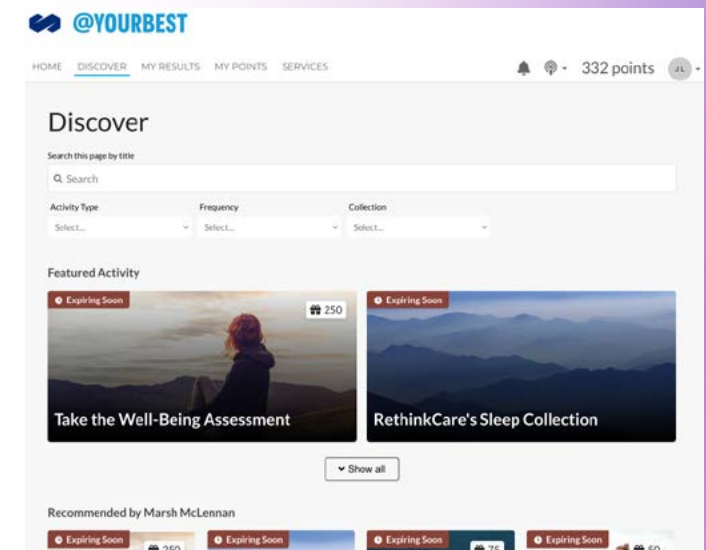 @YOURBEST
HOME DISCOVER MY RESULTS MY POINTS SERVICES 332 points JL
Discover
Search this page by title
Search
Activity Type Frequency Collection
Select... Select... Select...
Featured Activity
Expiring Soon 250 Expiring Soon
Take the Well-Being Assessment RethinkCare's Sleep Collection
Show all
Recommended by Marsh McLennan
Expiring Soon 250 Expiring Soon Expiring Soon 75 Expiring Soon 50